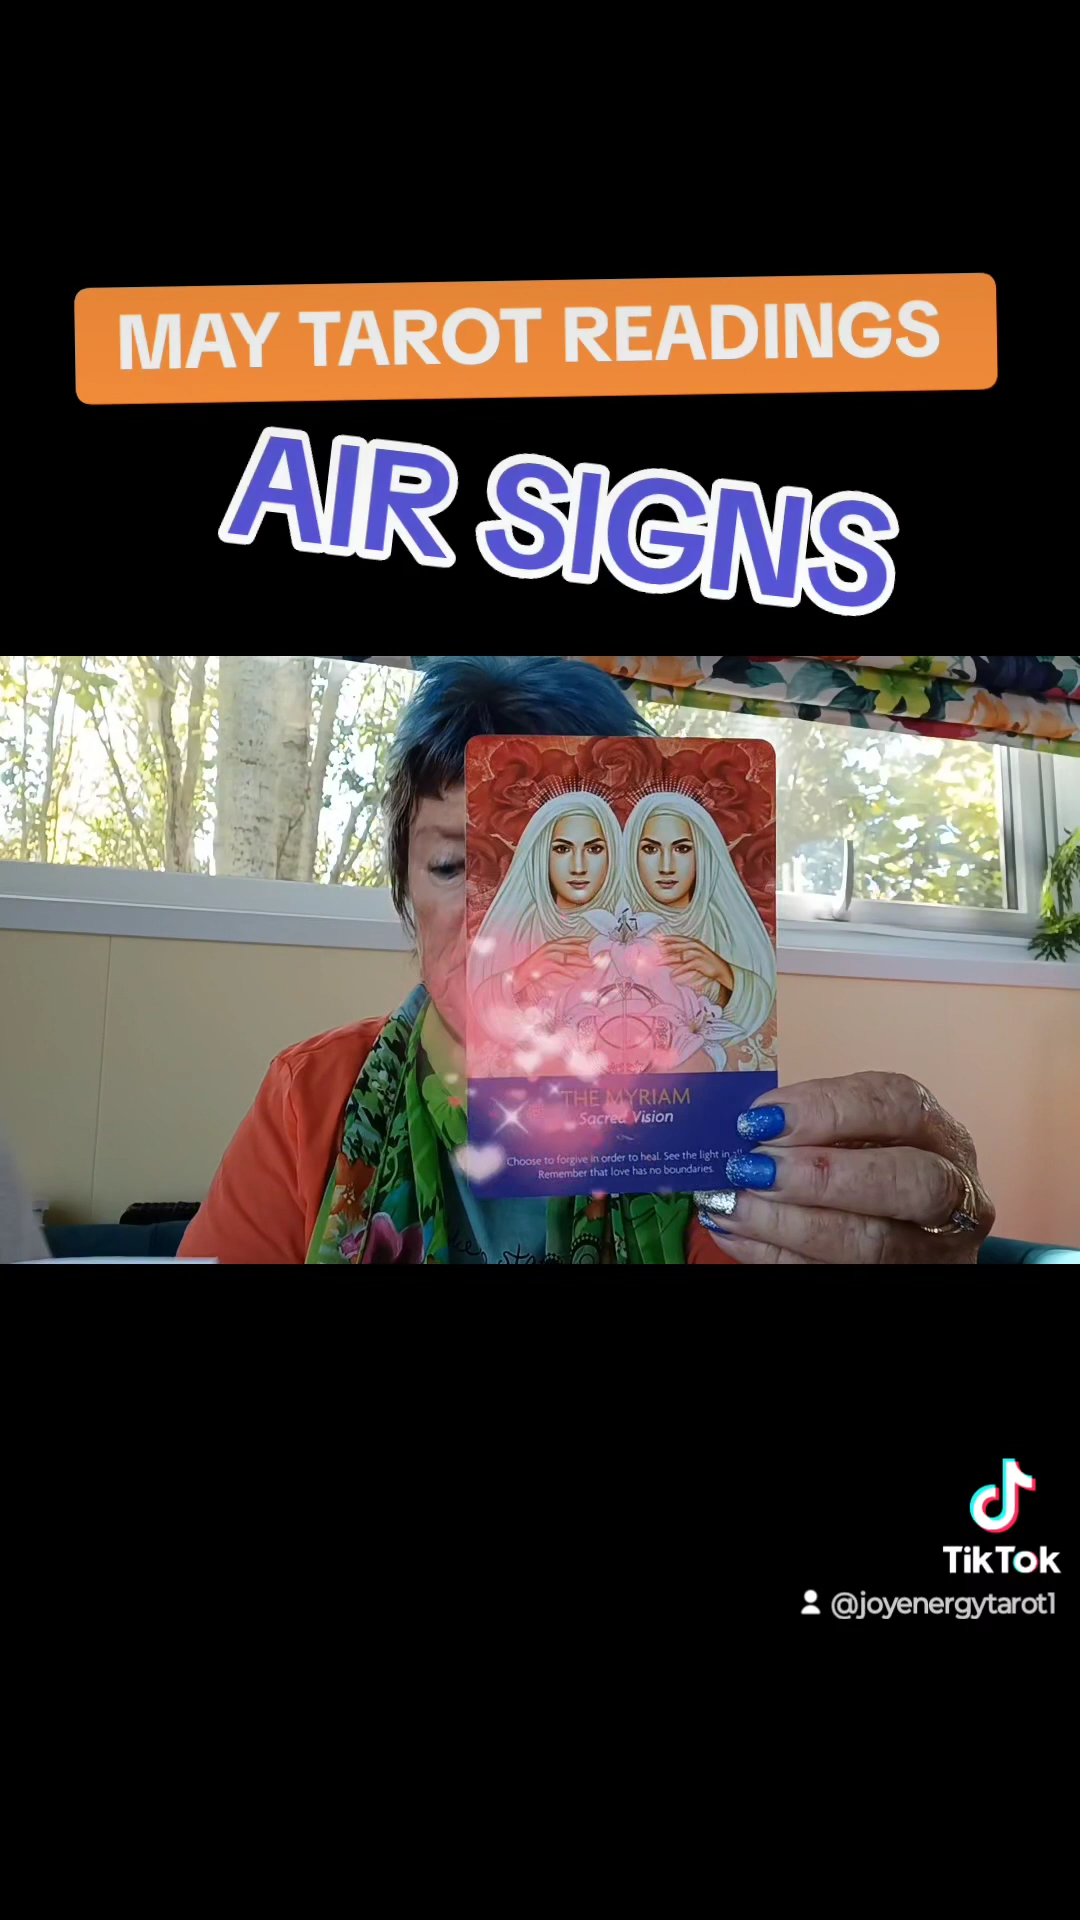 MAY TAROT READINGS
AIR SIGNS
THE MYRIAM
Sacred Vision
Choose to forgive in order to heal. See the light in all.
Remember that love has no boundaries.
TikTok
@joyenergytarot1